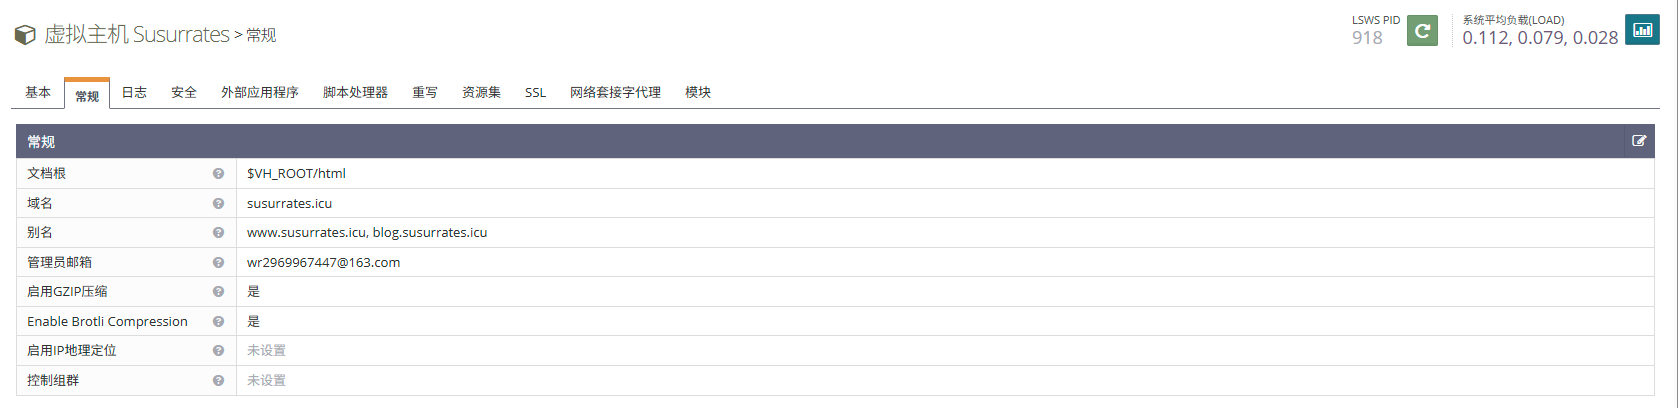 虚拟主机 Susurrates > 常规
LSWS PID
918
系统平均负载(LOAD)
0.112, 0.079, 0.028
基本 常规 日志 安全 外部应用程序 脚本处理器 重写 资源集 SSL 网络套接字代理 模块
常规
文档根 $VH_ROOT/html
域名 susurrates.icu
别名 www.susurrates.icu, blog.susurrates.icu
管理员邮箱 wr2969967447@163.com
启用GZIP压缩 是
Enable Brotli Compression 是
启用IP地理定位 未设置
控制组群 未设置